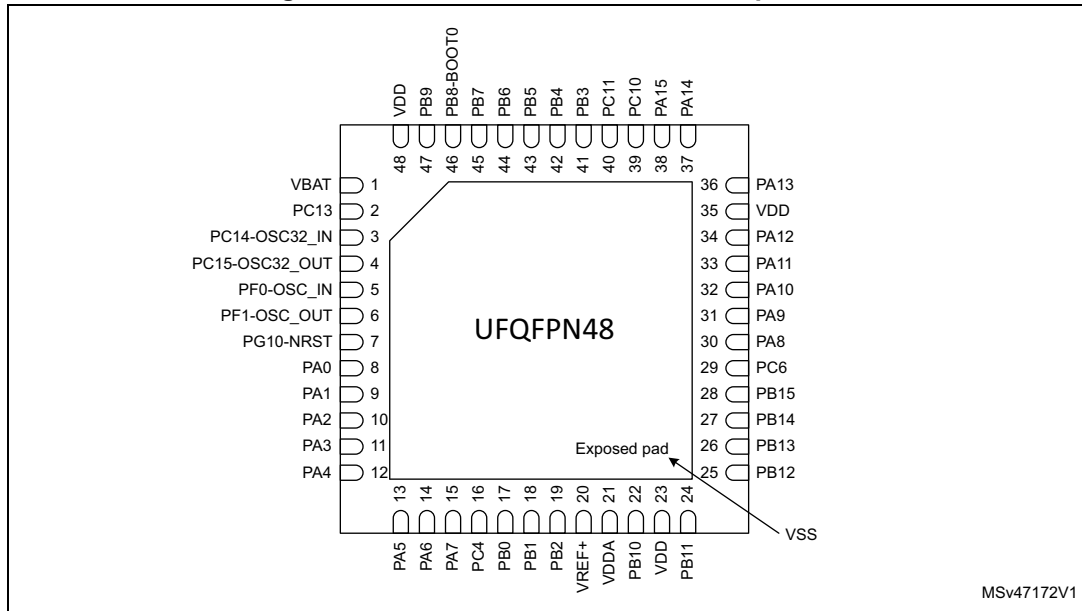 VDD
PB9
PB8-BOOT0
PB7
PB6
PB5
PB4
PB3
PC11
PC10
PA15
PA14
48
47
46
45
44
43
42
41
40
39
38
37
VBAT 1
PC13 2
PC14-OSC32_IN 3
PC15-OSC32_OUT 4
PF0-OSC_IN 5
PF1-OSC_OUT 6
PG10-NRST 7
PA0 8
PA1 9
PA2 10
PA3 11
PA4 12
UFQFPN48
Exposed pad
36 PA13
35 VDD
34 PA12
33 PA11
32 PA10
31 PA9
30 PA8
29 PC6
28 PB15
27 PB14
26 PB13
25 PB12
13
14
15
16
17
18
19
20
21
22
23
24
PA5
PA6
PA7
PC4
PB0
PB1
PB2
VREF+
VDDA
PB10
VDD
PB11
VSS
MSv47172V1